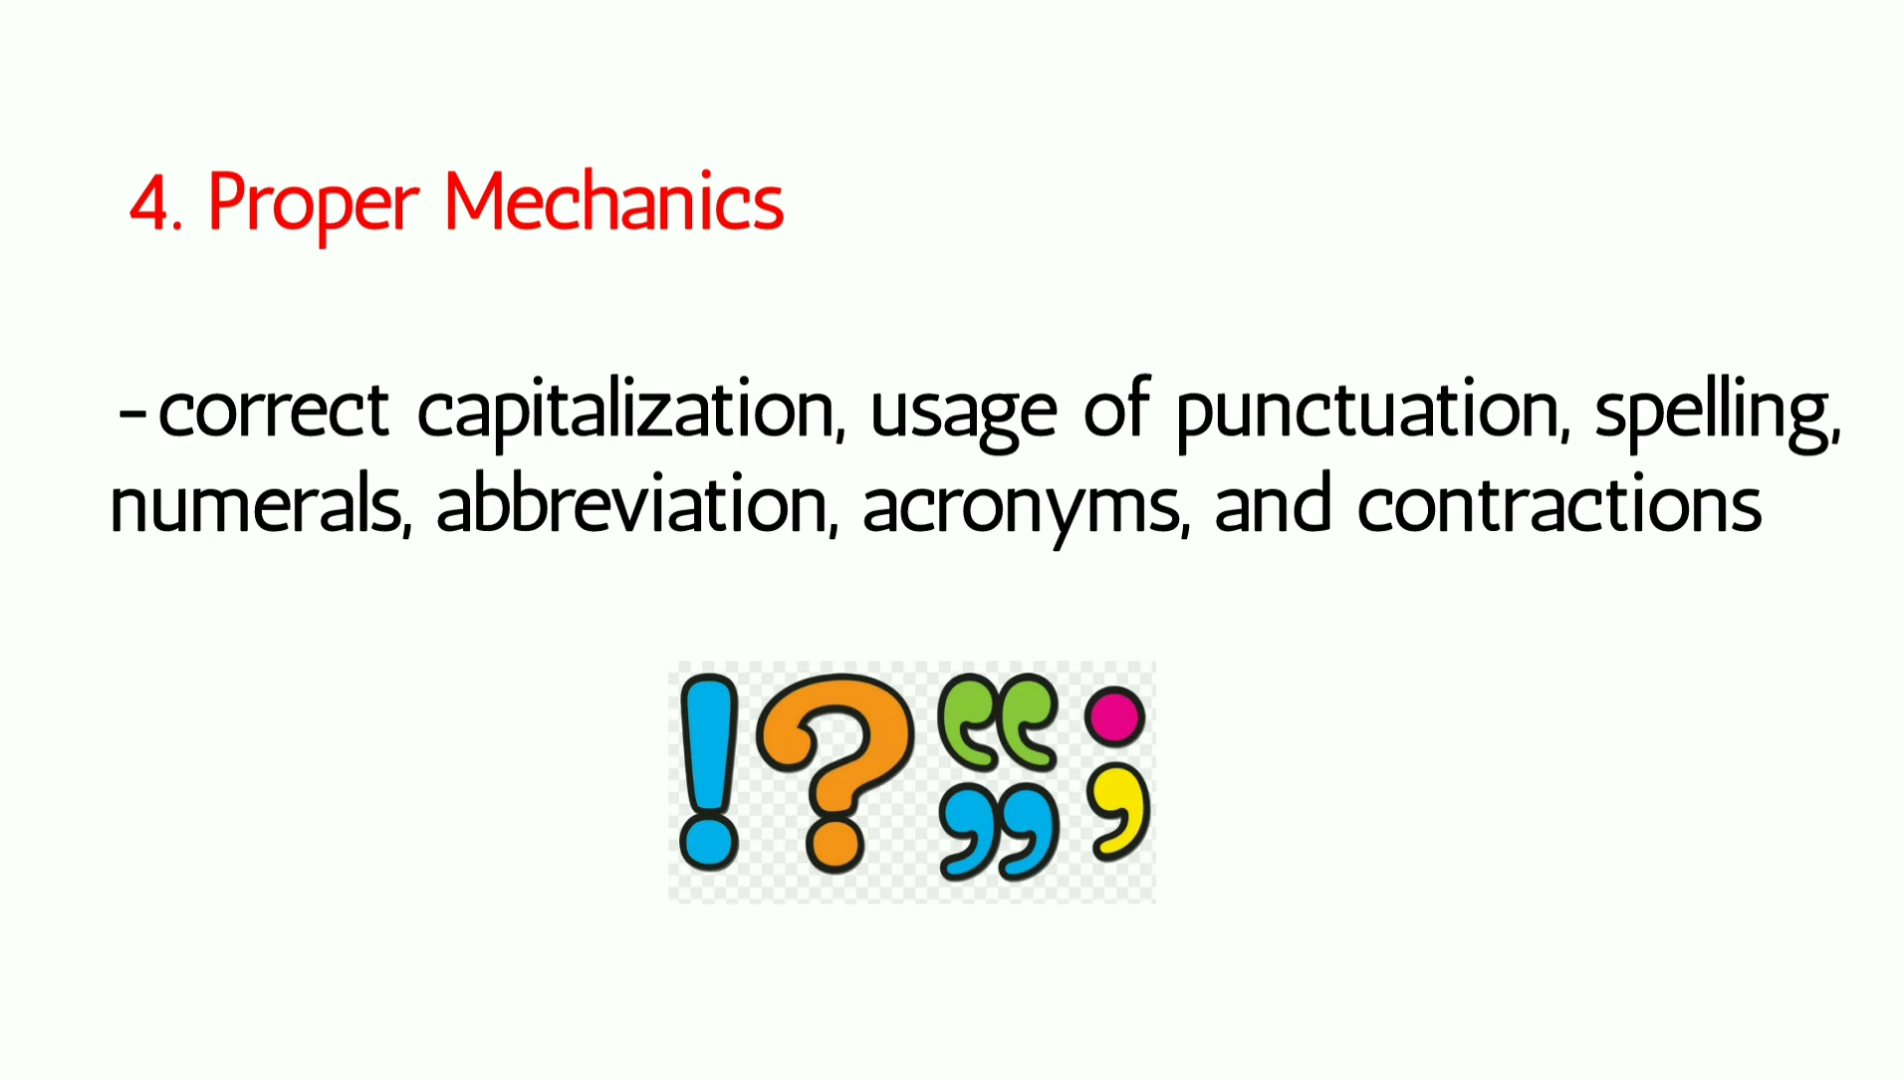 4. Proper Mechanics
-correct capitalization, usage of punctuation, spelling,
numerals, abbreviation, acronyms, and contractions
! ? “ ” ;